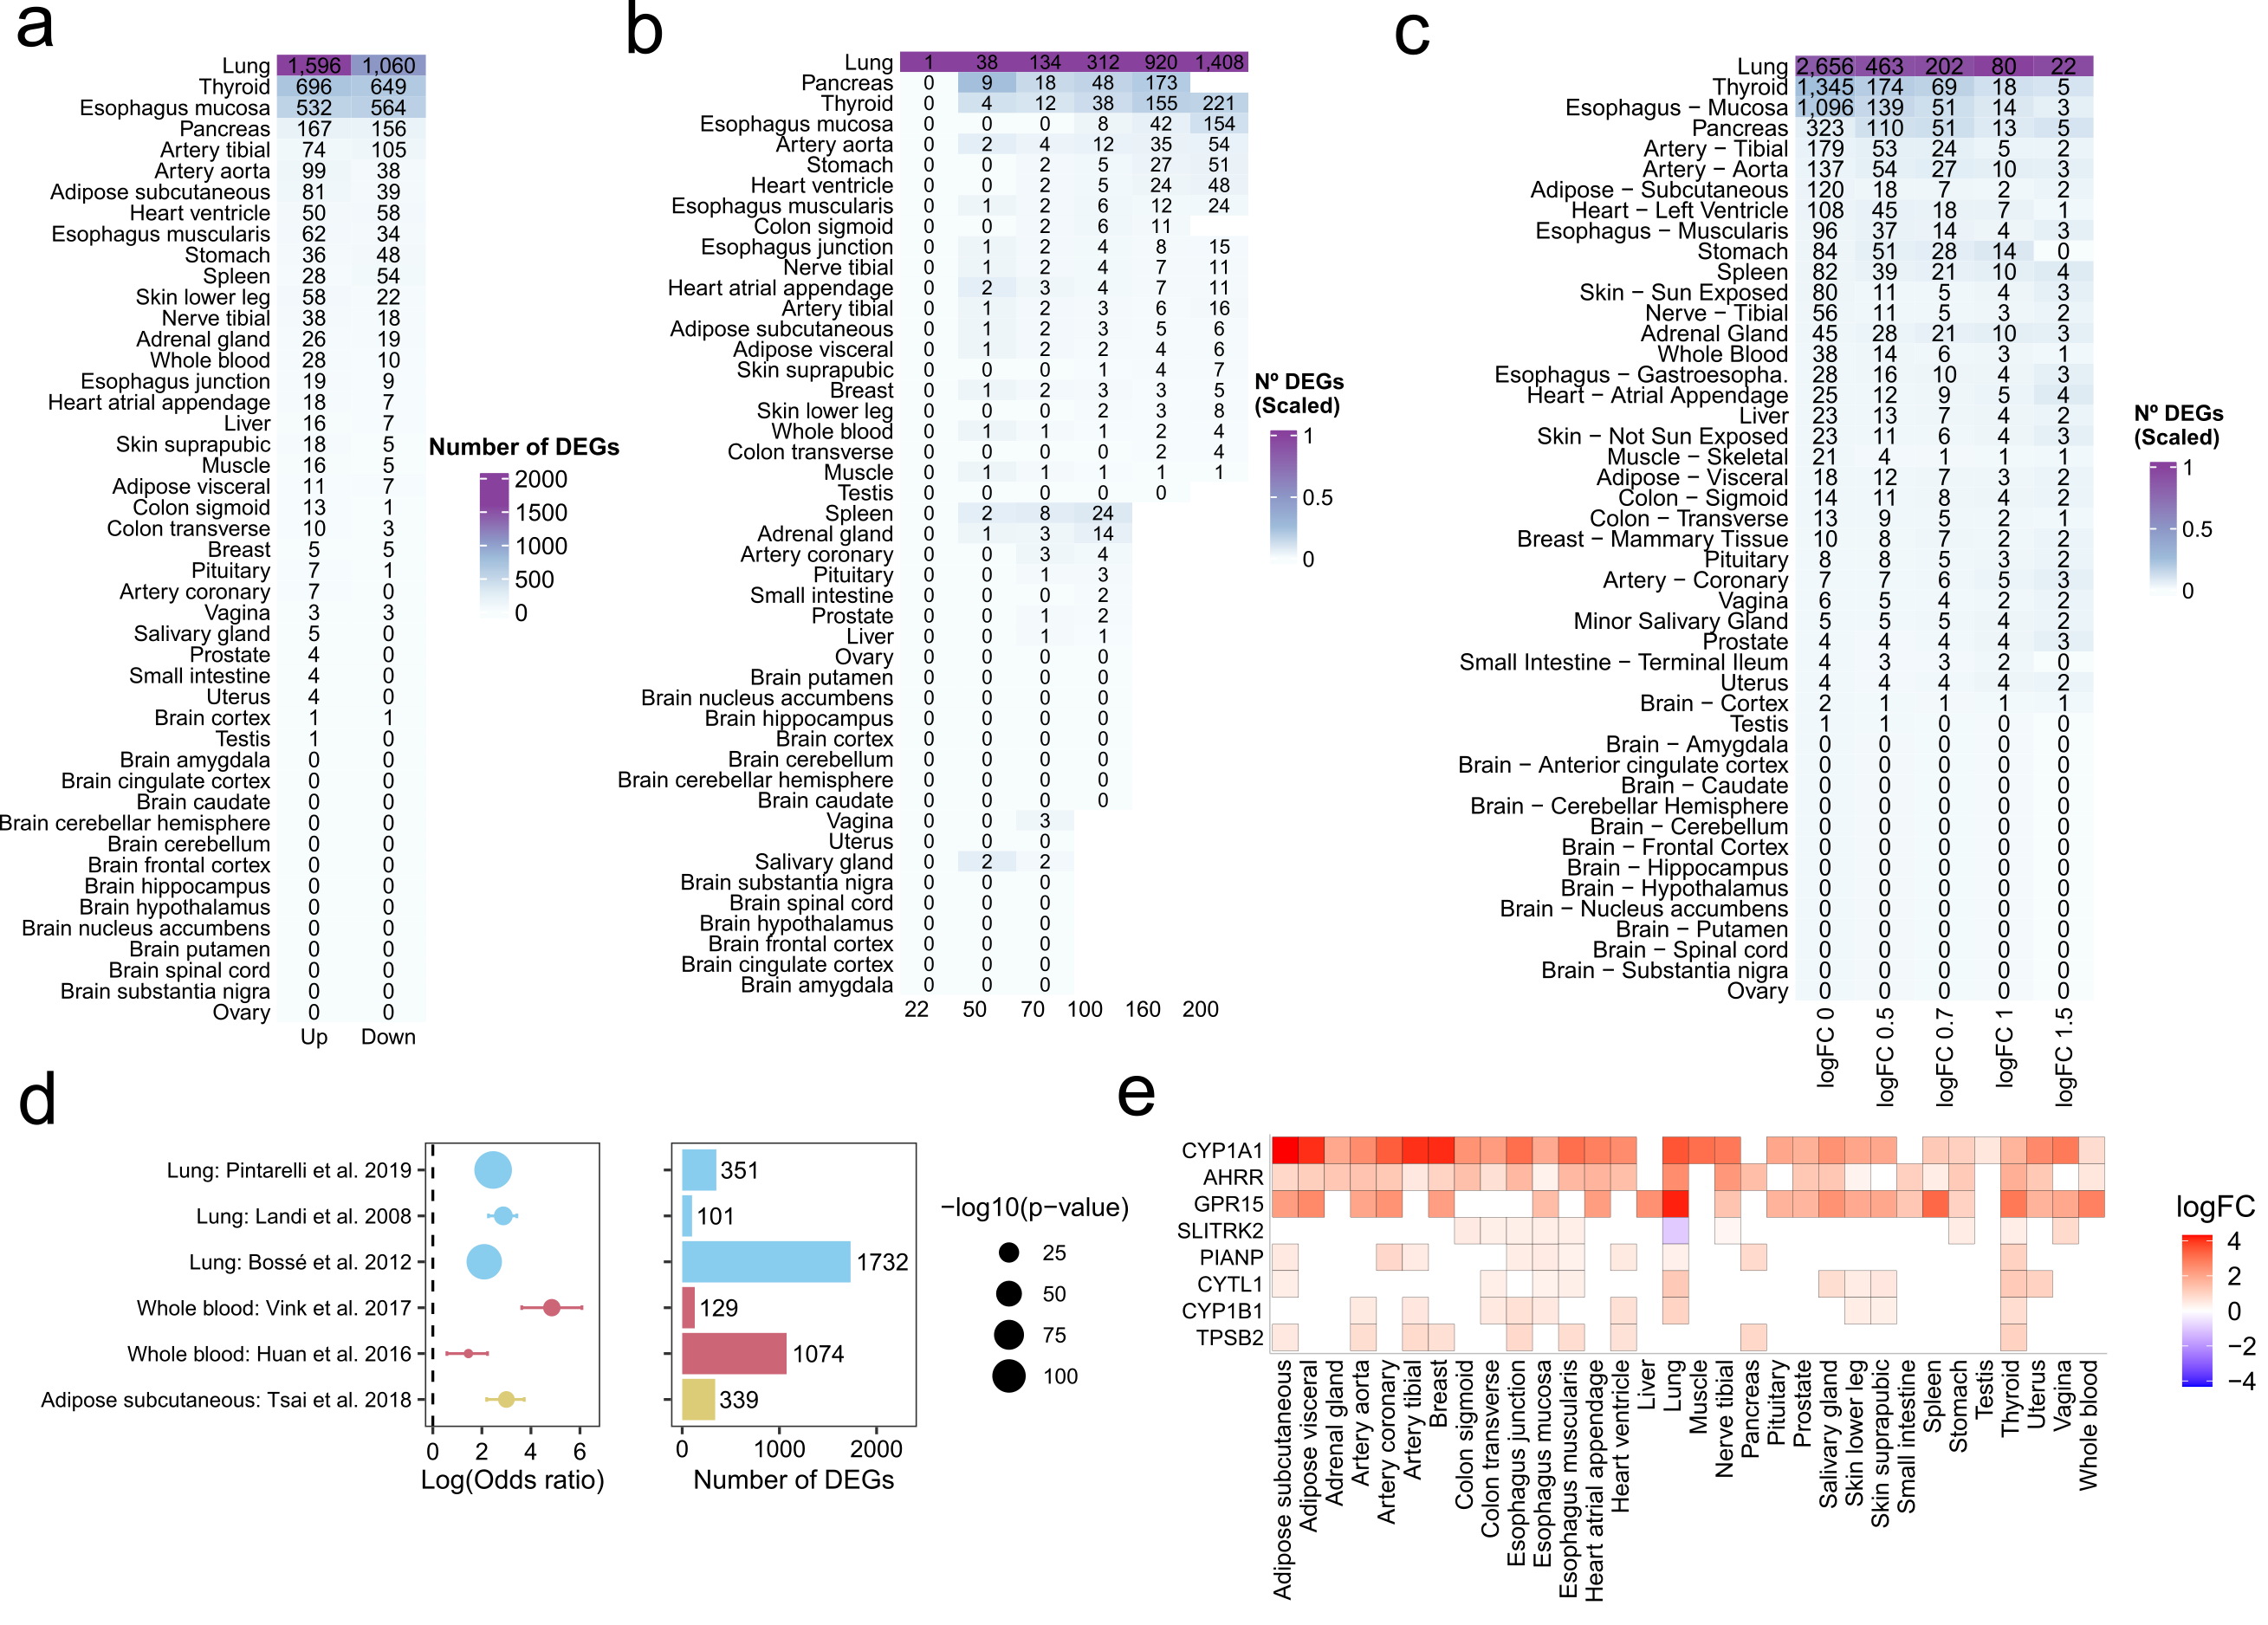 a
Lung 1,596 1,060
Thyroid 696 649
Esophagus mucosa 532 564
Pancreas 167 156
Artery tibial 74 105
Artery aorta 99 38
Adipose subcutaneous 81 39
Heart ventricle 50 58
Esophagus muscularis 62 34
Stomach 36 48
Spleen 28 54
Skin lower leg 58 22
Nerve tibial 38 18
Adrenal gland 26 19
Whole blood 28 10
Esophagus junction 19 9
Heart atrial appendage 18 7
Liver 16 7
Skin suprapubic 18 5
Muscle 16 5
Adipose visceral 11 7
Colon sigmoid 13 1
Colon transverse 10 3
Breast 5 5
Pituitary 7 1
Artery coronary 7 0
Vagina 3 3
Salivary gland 5 0
Prostate 4 0
Small intestine 4 0
Uterus 4 0
Brain cortex 1 1
Testis 1 0
Brain amygdala 0 0
Brain cingulate cortex 0 0
Brain caudate 0 0
Brain cerebellar hemisphere 0 0
Brain cerebellum 0 0
Brain frontal cortex 0 0
Brain hippocampus 0 0
Brain hypothalamus 0 0
Brain nucleus accumbens 0 0
Brain putamen 0 0
Brain spinal cord 0 0
Brain substantia nigra 0 0
Ovary 0 0
Up Down
Number of DEGs
2000
1500
1000
500
0
b
Lung 1 38 134 312 920 1,408
Pancreas 0 9 18 48 173
Thyroid 0 4 12 38 155 221
Esophagus mucosa 0 0 0 8 42 154
Artery aorta 0 2 4 12 35 54
Stomach 0 0 2 5 27 51
Heart ventricle 0 0 2 5 24 48
Esophagus muscularis 0 1 2 6 12 24
Colon sigmoid 0 0 2 6 11
Esophagus junction 0 1 2 4 8 15
Nerve tibial 0 1 2 4 7 11
Heart atrial appendage 0 2 3 4 7 11
Artery tibial 0 1 2 3 6 16
Adipose subcutaneous 0 1 2 3 5 6
Adipose visceral 0 1 2 2 4 6
Skin suprapubic 0 0 0 1 4 7
Breast 0 1 2 3 3 5
Skin lower leg 0 0 0 2 3 8
Whole blood 0 1 1 1 2 4
Colon transverse 0 0 0 0 2 4
Muscle 0 1 1 1 1 1
Testis 0 0 0 0 0
Spleen 0 2 8 24
Adrenal gland 0 1 3 14
Artery coronary 0 0 3 4
Pituitary 0 0 1 3
Small intestine 0 0 0 2
Prostate 0 0 1 2
Liver 0 0 1 1
Ovary 0 0 0 0
Brain putamen 0 0 0 0
Brain nucleus accumbens 0 0 0 0
Brain hippocampus 0 0 0 0
Brain cortex 0 0 0 0
Brain cerebellum 0 0 0 0
Brain cerebellar hemisphere 0 0 0 0
Brain caudate 0 0 0 0
Vagina 0 0 3
Uterus 0 0 0
Salivary gland 0 2 2
Brain substantia nigra 0 0 0
Brain spinal cord 0 0 0
Brain hypothalamus 0 0 0
Brain frontal cortex 0 0 0
Brain cingulate cortex 0 0 0
Brain amygdala 0 0 0
22 50 70 100 160 200
Nº DEGs
(Scaled)
1
0.5
0
c
Lung 2,656 463 202 80 22
Thyroid 1,345 174 69 18 5
Esophagus − Mucosa 1,096 139 51 14 3
Pancreas 323 110 51 13 5
Artery − Tibial 179 53 24 5 2
Artery − Aorta 137 54 27 10 3
Adipose − Subcutaneous 120 18 7 2 2
Heart − Left Ventricle 108 45 18 7 1
Esophagus − Muscularis 96 37 14 4 3
Stomach 84 51 28 14 0
Spleen 82 39 21 10 4
Skin − Sun Exposed 80 11 5 4 3
Nerve − Tibial 56 11 5 3 2
Adrenal Gland 45 28 21 10 3
Whole Blood 38 14 6 3 1
Esophagus − Gastroesopha. 28 16 10 4 3
Heart − Atrial Appendage 25 12 9 5 4
Liver 23 13 7 4 2
Skin − Not Sun Exposed 23 11 6 4 3
Muscle − Skeletal 21 4 1 1 1
Adipose − Visceral 18 12 7 3 2
Colon − Sigmoid 14 11 8 4 2
Colon − Transverse 13 9 5 2 1
Breast − Mammary Tissue 10 8 7 2 2
Pituitary 8 8 5 3 2
Artery − Coronary 7 7 6 5 3
Vagina 6 5 4 2 2
Minor Salivary Gland 5 5 5 4 2
Prostate 4 4 4 4 3
Small Intestine − Terminal Ileum 4 3 3 2 0
Uterus 4 4 4 4 2
Brain − Cortex 2 1 1 1 1
Testis 1 1 0 0 0
Brain − Amygdala 0 0 0 0 0
Brain − Anterior cingulate cortex 0 0 0 0 0
Brain − Caudate 0 0 0 0 0
Brain − Cerebellar Hemisphere 0 0 0 0 0
Brain − Cerebellum 0 0 0 0 0
Brain − Frontal Cortex 0 0 0 0 0
Brain − Hippocampus 0 0 0 0 0
Brain − Hypothalamus 0 0 0 0 0
Brain − Nucleus accumbens 0 0 0 0 0
Brain − Putamen 0 0 0 0 0
Brain − Spinal cord 0 0 0 0 0
Brain − Substantia nigra 0 0 0 0 0
Ovary 0 0 0 0 0
logFC 0
logFC 0.5
logFC 0.7
logFC 1
logFC 1.5
Nº DEGs
(Scaled)
1
0.5
0
d
Lung: Pintarelli et al. 2019
Lung: Landi et al. 2008
Lung: Bossé et al. 2012
Whole blood: Vink et al. 2017
Whole blood: Huan et al. 2016
Adipose subcutaneous: Tsai et al. 2018
0 2 4 6
Log(Odds ratio)
351
101
1732
129
1074
339
0 1000 2000
Number of DEGs
−log10(p−value)
25
50
75
100
e
CYP1A1
AHRR
GPR15
SLITRK2
PIANP
CYTL1
CYP1B1
TPSB2
Adipose subcutaneous
Adipose visceral
Adrenal gland
Artery aorta
Artery coronary
Artery tibial
Breast
Colon sigmoid
Colon transverse
Esophagus junction
Esophagus mucosa
Esophagus muscularis
Heart atrial appendage
Heart ventricle
Liver
Lung
Muscle
Nerve tibial
Pancreas
Pituitary
Prostate
Salivary gland
Skin lower leg
Skin suprapubic
Small intestine
Spleen
Stomach
Testis
Thyroid
Uterus
Vagina
Whole blood
logFC
4
2
0
−2
−4